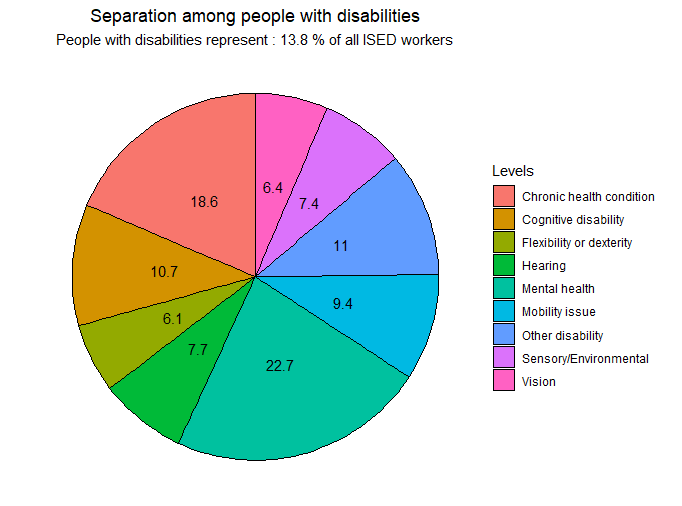 Separation among people with disabilities
People with disabilities represent : 13.8 % of all ISED workers
6.4
7.4
18.6
11
10.7
9.4
6.1
7.7
22.7
Levels
Chronic health condition
Cognitive disability
Flexibility or dexterity
Hearing
Mental health
Mobility issue
Other disability
Sensory/Environmental
Vision